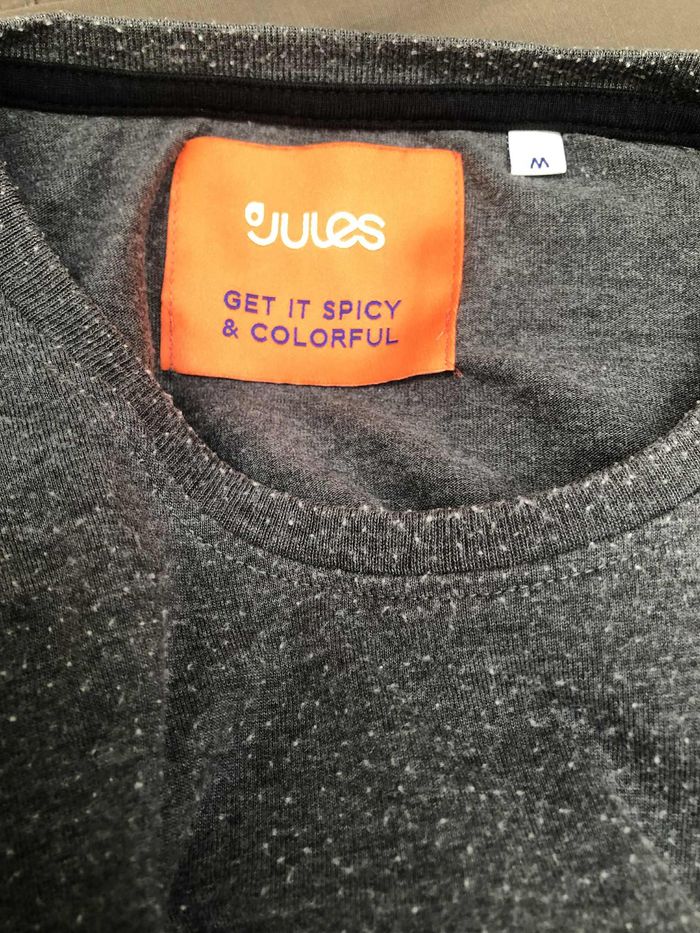 JULES
GET IT SPICY
& COLORFUL
M